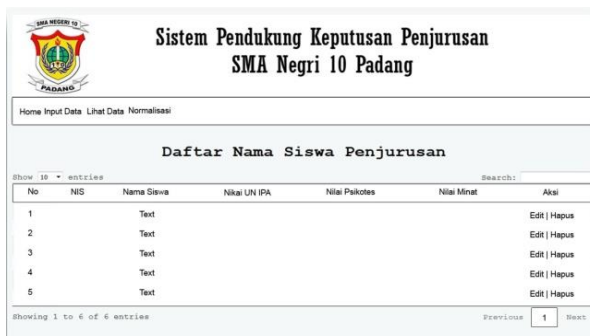 SMA NEGERI 10
PADANG
Sistem Pendukung Keputusan Penjurusan
SMA Negri 10 Padang
Home Input Data Lihat Data Normalisasi
Daftar Nama Siswa Penjurusan
Show 10 entries Search:
No NIS Nama Siswa Nikai UN IPA Nilai Psikotes Nilai Minat Aksi
1 Text Edit | Hapus
2 Text Edit | Hapus
3 Text Edit | Hapus
4 Text Edit | Hapus
5 Text Edit | Hapus
Showing 1 to 6 of 6 entries Previous 1 Next